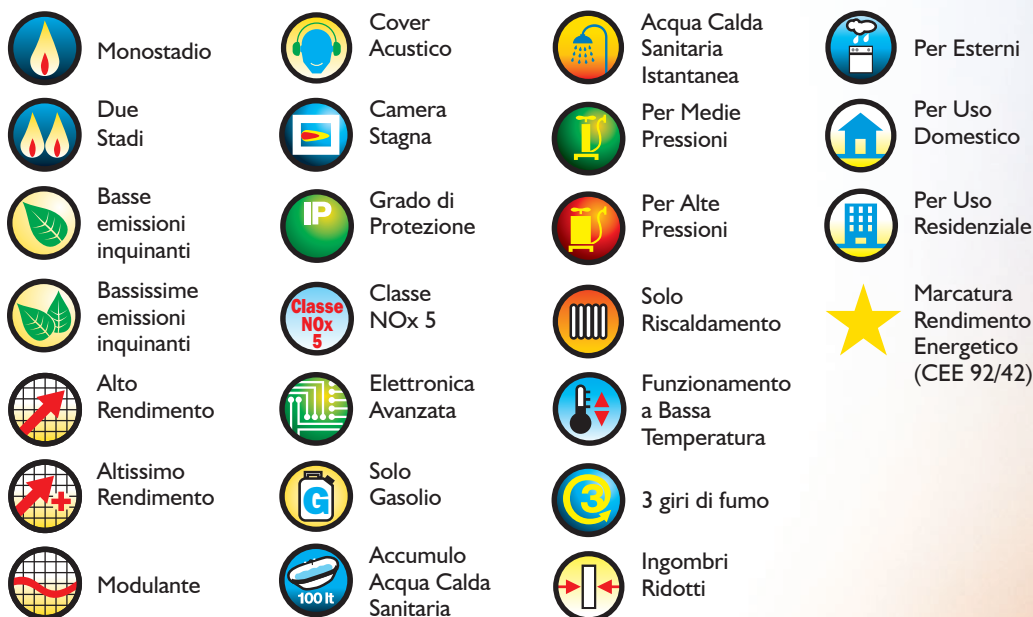 Monostadio
Due
Stadi
Basse
emissioni
inquinanti
Bassissime
emissioni
inquinanti
Alto
Rendimento
Altissimo
Rendimento
Modulante
Cover
Acustico
Camera
Stagna
IP
Grado di
Protezione
Classe
NOx
5
Classe
NOx 5
Elettronica
Avanzata
G
Solo
Gasolio
100 lt
Accumulo
Acqua Calda
Sanitaria
Acqua Calda
Sanitaria
Istantanea
Per Medie
Pressioni
Per Alte
Pressioni
Solo
Riscaldamento
Funzionamento
a Bassa
Temperatura
3
3 giri di fumo
Ingombri
Ridotti
Per Esterni
Per Uso
Domestico
Per Uso
Residenziale
Marcatura
Rendimento
Energetico
(CEE 92/42)